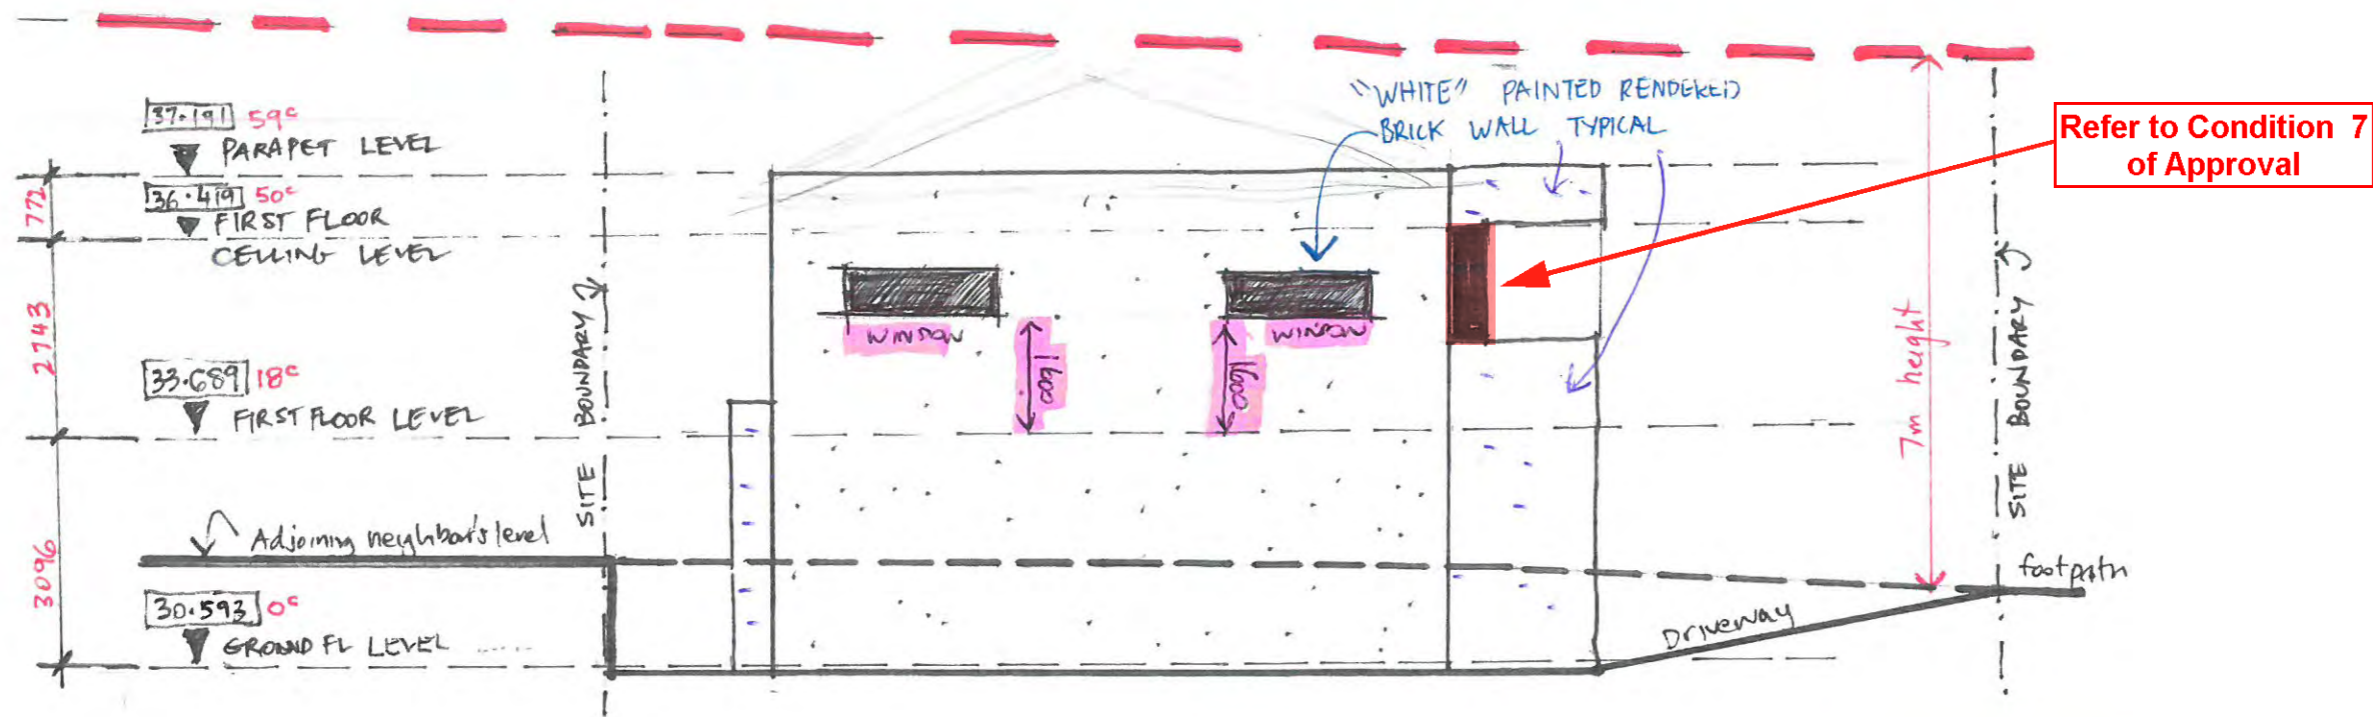 "WHITE" PAINTED RENDERED
BRICK WALL TYPICAL
Refer to Condition 7
of Approval
37.191 59c
PARAPET LEVEL
36.419 50c
FIRST FLOOR
CEILING LEVEL
772
2743
3096
33.689 18c
FIRST FLOOR LEVEL
Adjoining neighbor's level
30.593 0c
GROUND FL LEVEL
SITE BOUNDARY
WINDOW
1600
1600
WINDOW
7m height
SITE BOUNDARY
footpath
Driveway